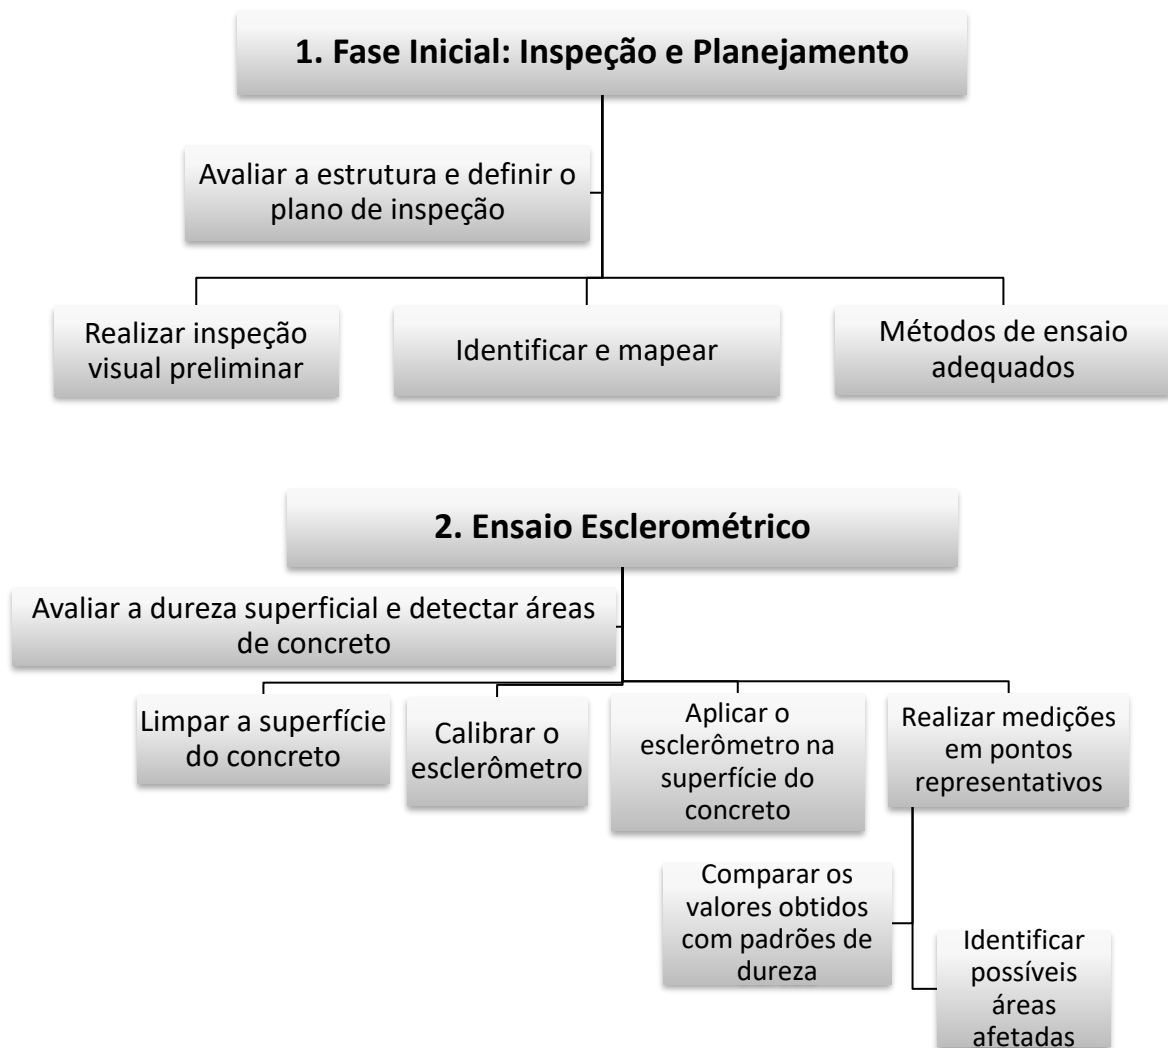 1. Fase Inicial: Inspeção e Planejamento
Avaliar a estrutura e definir o
plano de inspeção
Realizar inspeção
visual preliminar
Identificar e mapear
Métodos de ensaio
adequados
2. Ensaio Esclerométrico
Avaliar a dureza superficial e detectar áreas
de concreto
Limpar a superfície
do concreto
Calibrar o
esclerômetro
Aplicar o
esclerômetro na
superfície do
concreto
Realizar medições
em pontos
representativos
Comparar os
valores obtidos
com padrões de
dureza
Identificar
possíveis
áreas
afetadas